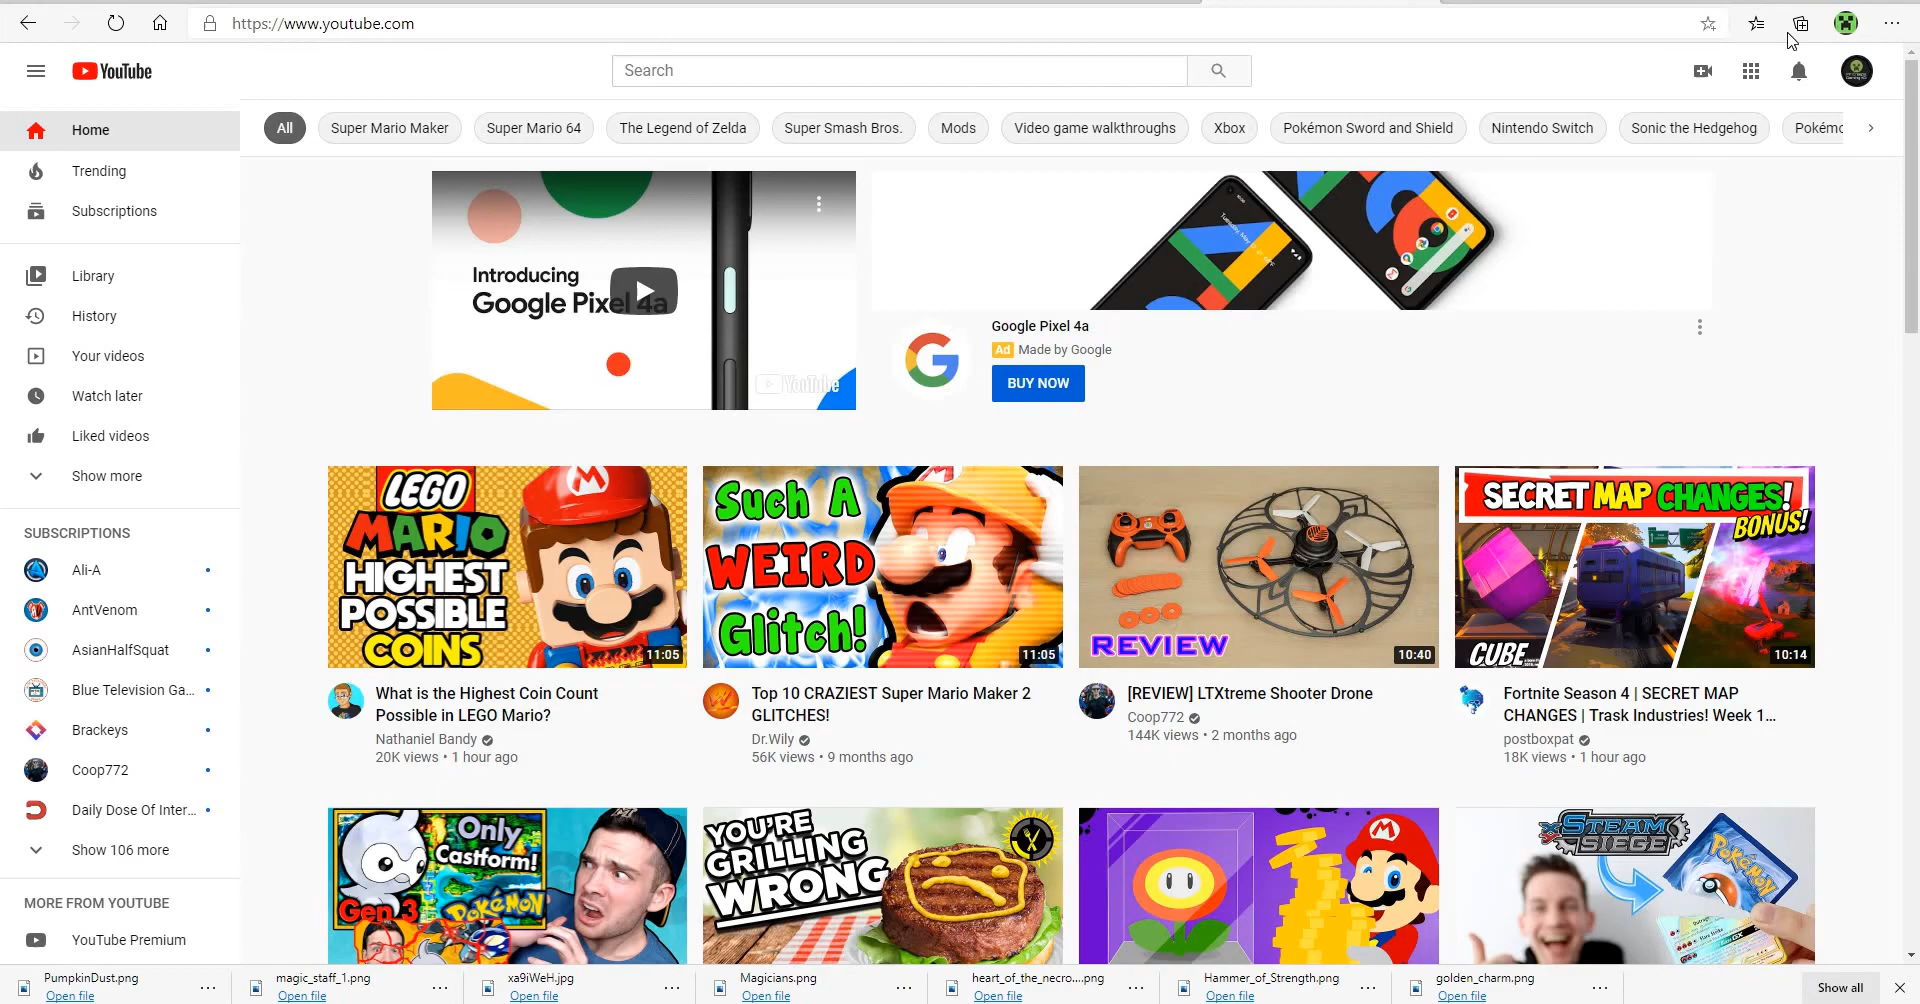 https://www.youtube.com
YouTube
Search
Home
Trending
Subscriptions
Library
History
Your videos
Watch later
Liked videos
Show more
SUBSCRIPTIONS
Ali-A
AntVenom
AsianHalfSquat
Blue Television Ga...
Brackeys
Coop772
Daily Dose Of Inter...
Show 106 more
MORE FROM YOUTUBE
YouTube Premium
All
Super Mario Maker
Super Mario 64
The Legend of Zelda
Super Smash Bros.
Mods
Video game walkthroughs
Xbox
Pokémon Sword and Shield
Nintendo Switch
Sonic the Hedgehog
Pokémo
Introducing
Google Pixel 4a
YouTube
Google Pixel 4a
Ad Made by Google
BUY NOW
LEGO
MARIO
HIGHEST
POSSIBLE
COINS
11:05
What is the Highest Coin Count
Possible in LEGO Mario?
Nathaniel Bandy
20K views • 1 hour ago
Such A
WEIRD
Glitch!
11:05
Top 10 CRAZIEST Super Mario Maker 2
GLITCHES!
Dr.Wily
56K views • 9 months ago
REVIEW
10:40
[REVIEW] LTXtreme Shooter Drone
Coop772
144K views • 2 months ago
SECRET MAP CHANGES!
BONUS!
CUBE
10:14
Fortnite Season 4 | SECRET MAP
CHANGES | Trask Industries! Week 1...
postboxpat
18K views • 1 hour ago
Only
Castform!
Gen 3
POKÉMON
YOU'RE
GRILLING
WRONG
STEAM
SIEGE
Pokémon
PumpkinDust.png
Open file
magic_staff_1.png
Open file
xa9iWeH.jpg
Open file
Magicians.png
Open file
heart_of_the_necro....png
Open file
Hammer_of_Strength.png
Open file
golden_charm.png
Open file
Show all